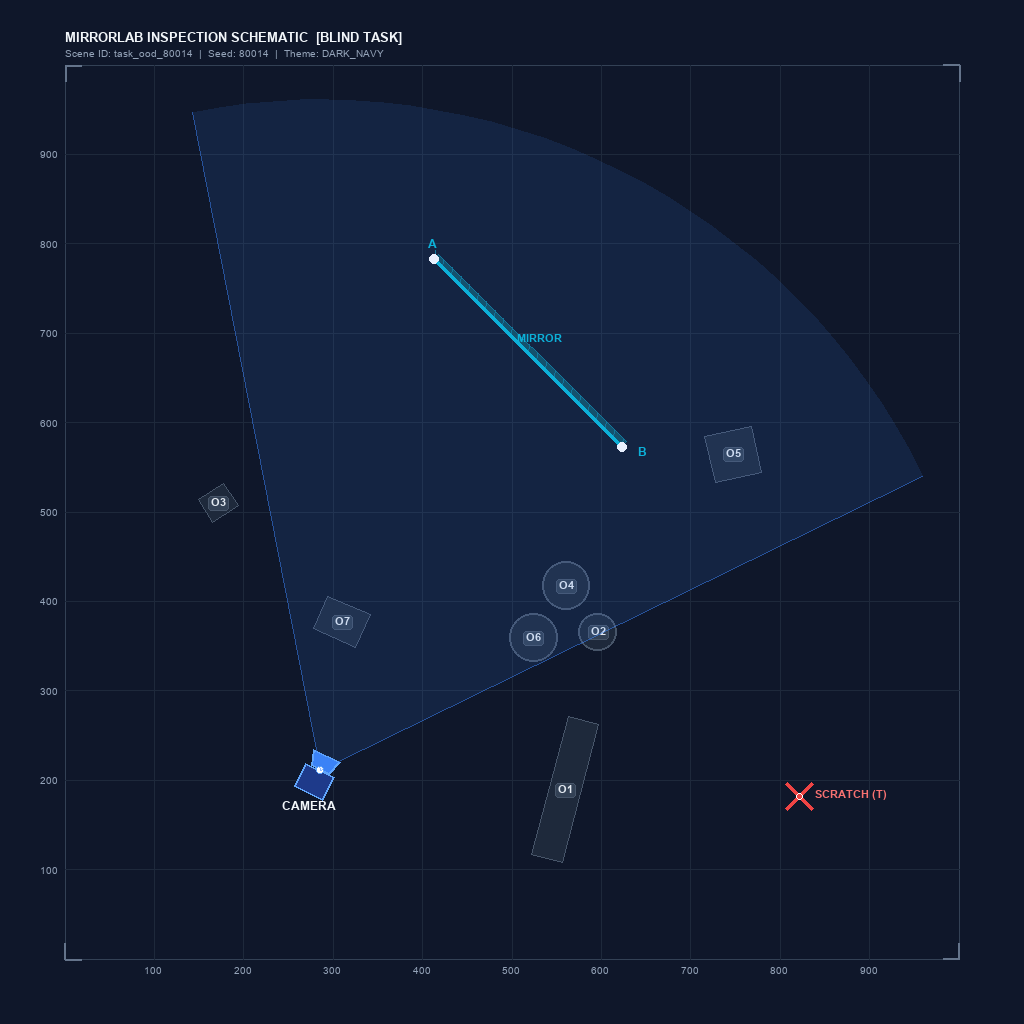 MIRRORLAB INSPECTION SCHEMATIC [BLIND TASK]
Scene ID: task_ood_80014 | Seed: 80014 | Theme: DARK_NAVY
900
A
800
MIRROR
700
600
B
O5
O3
500
O4
400
O7
O2
O6
300
200
O1
SCRATCH (T)
CAMERA
100
100 200 300 400 500 600 700 800 900